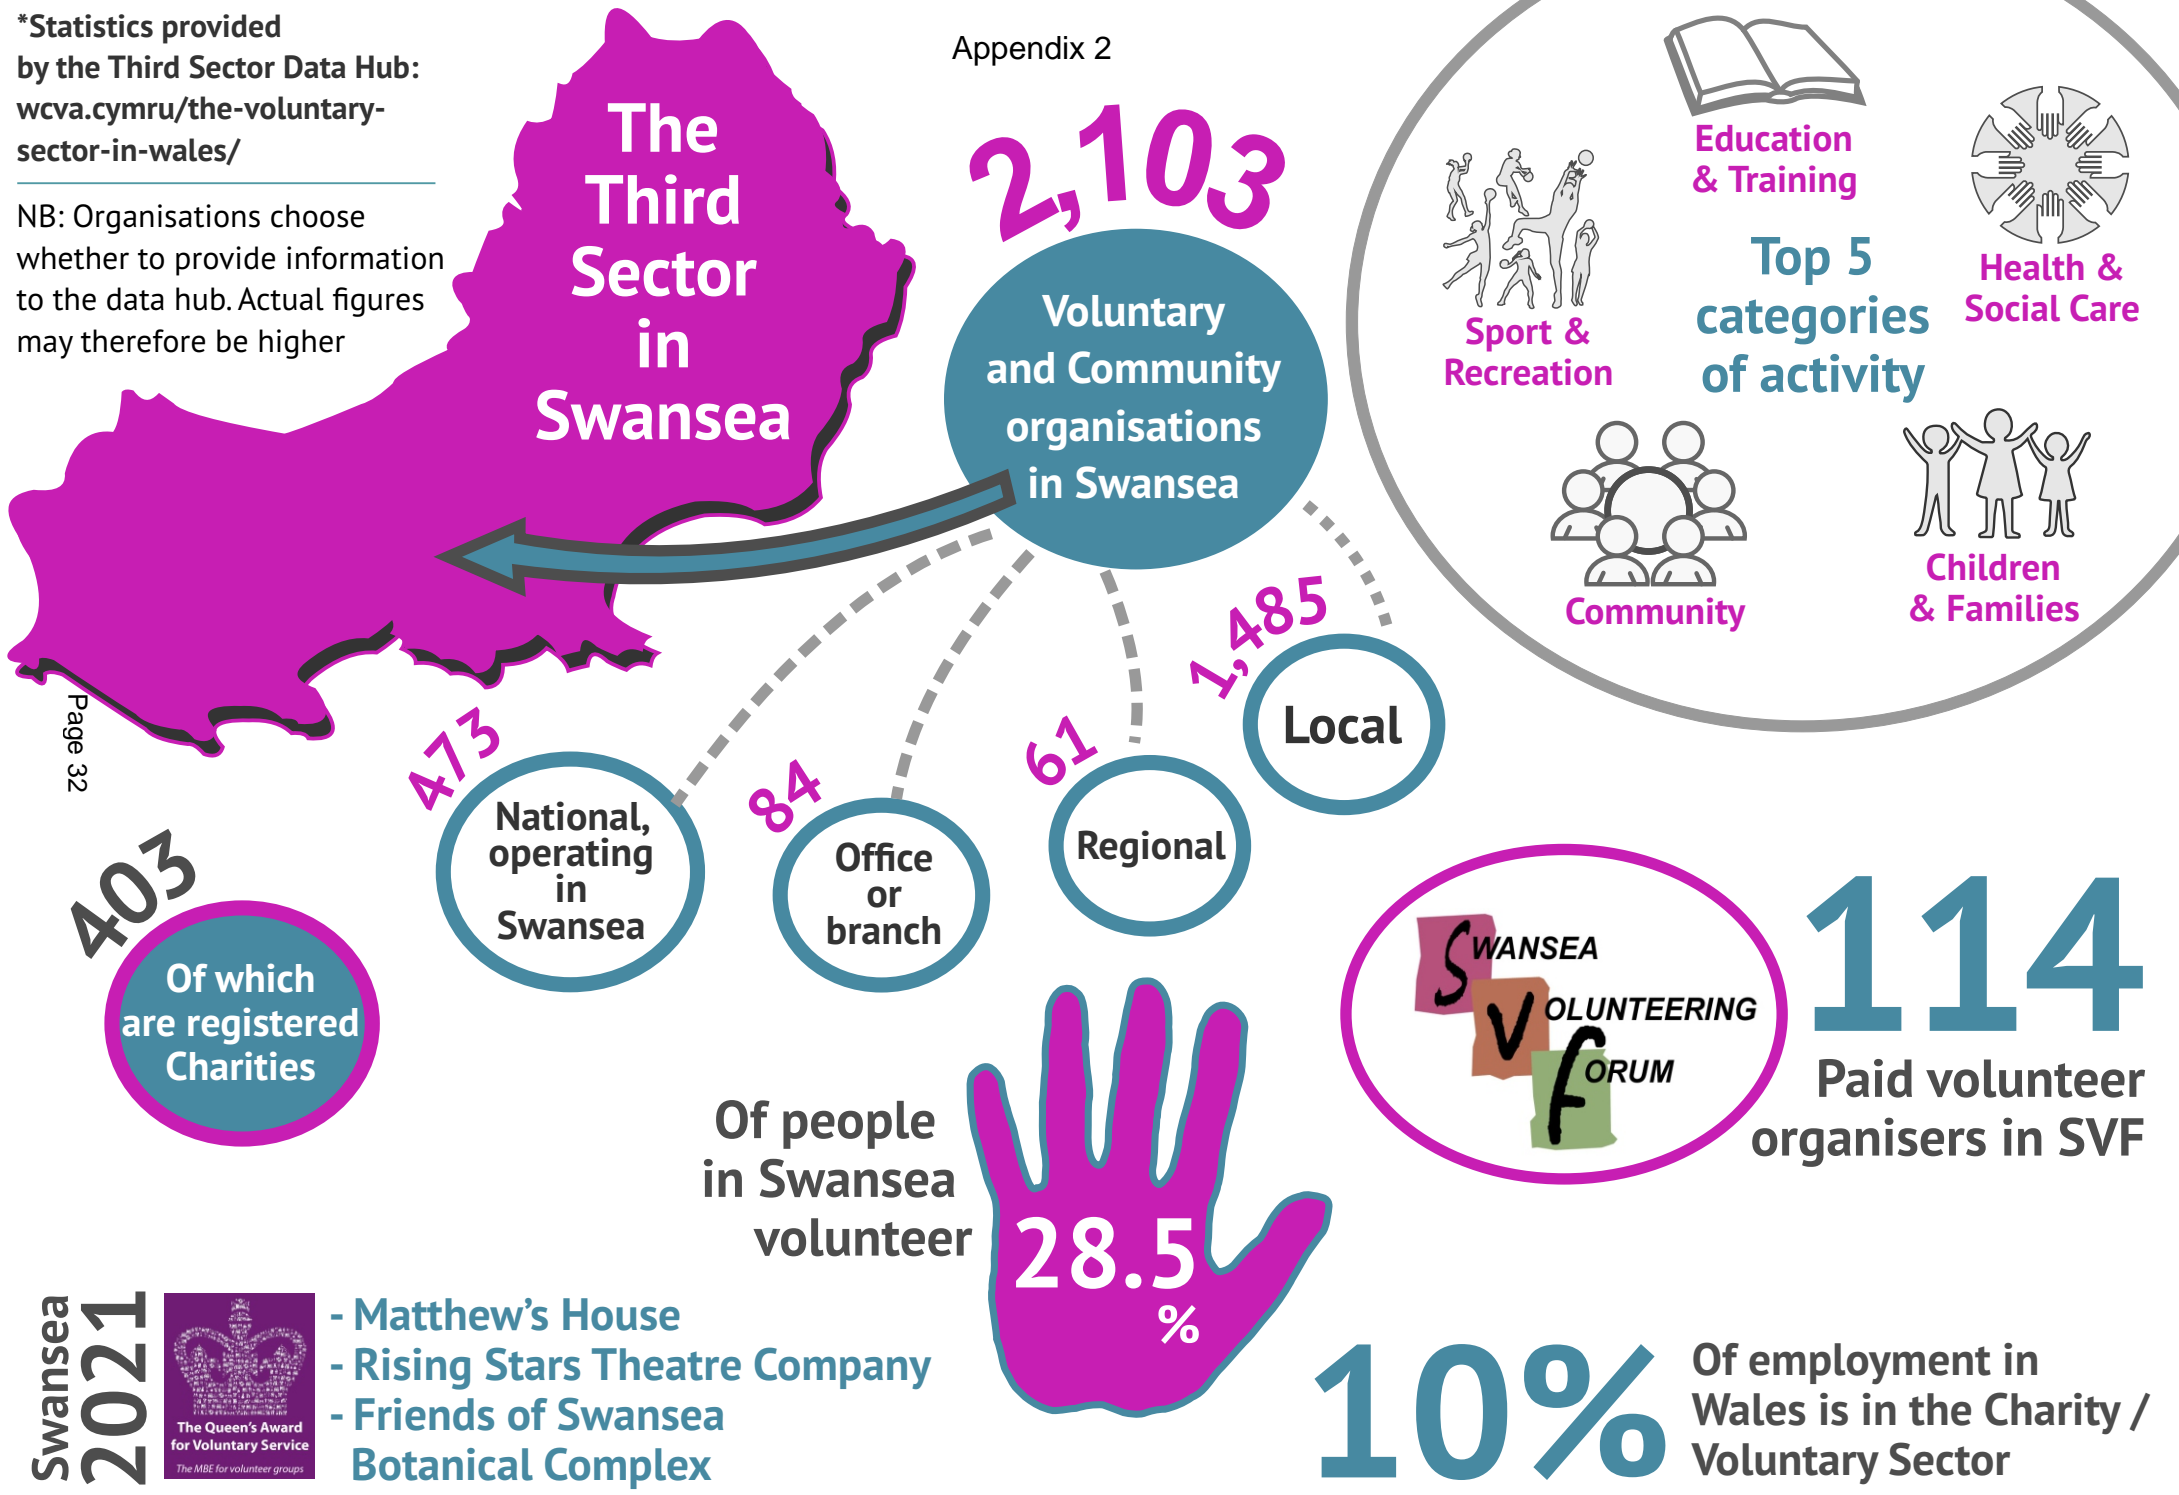 *Statistics provided
by the Third Sector Data Hub:
wcva.cymru/the-voluntary-
sector-in-wales/
NB: Organisations choose
whether to provide information
to the data hub. Actual figures
may therefore be higher
The
Third
Sector
in
Swansea
Appendix 2
2,103
Voluntary
and Community
organisations
in Swansea
Education
& Training
Health &
Social Care
Sport &
Recreation
Top 5
categories
of activity
Community
Children
& Families
Page 32
473
National,
operating
in
Swansea
84
Office
or
branch
61
Regional
1,485
Local
403
Of which
are registered
Charities
SWANSEA
VOLUNTEERING
FORUM
114
Paid volunteer
organisers in SVF
Of people
in Swansea
volunteer
28.5
%
Swansea
2021
The Queen's Award
for Voluntary Service
The MBE for volunteer groups
- Matthew's House
- Rising Stars Theatre Company
- Friends of Swansea
Botanical Complex
10%
Of employment in
Wales is in the Charity /
Voluntary Sector